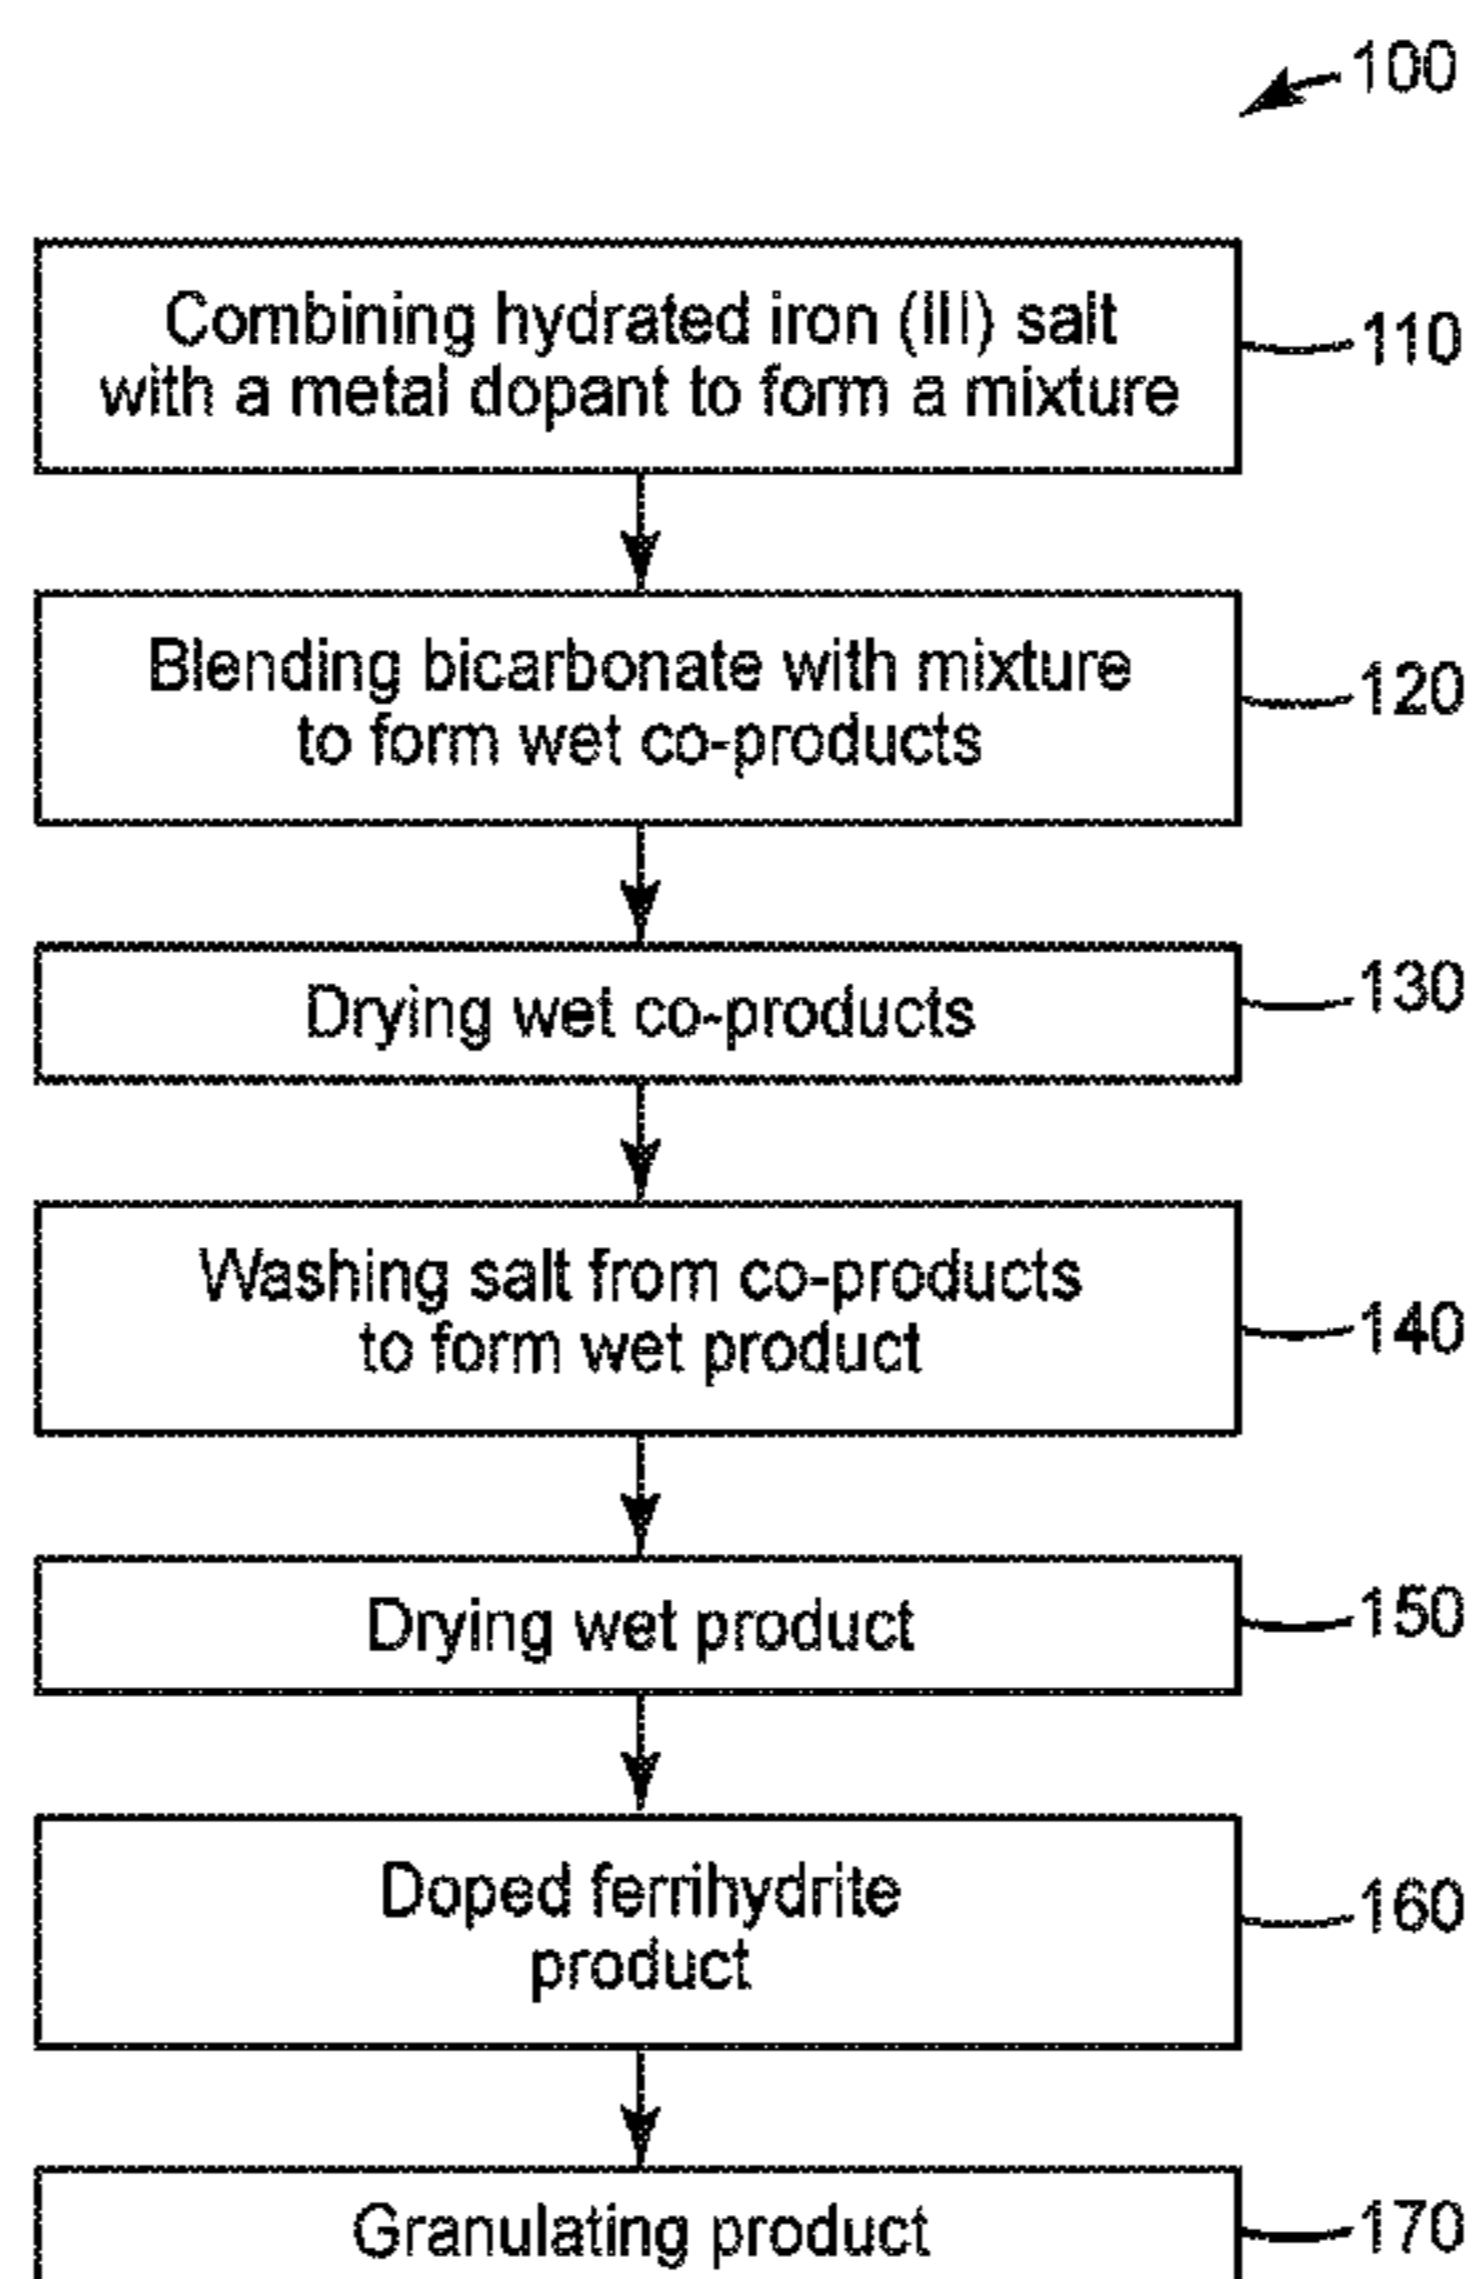 100
Combining hydrated iron (III) salt
with a metal dopant to form a mixture
110
Blending bicarbonate with mixture
to form wet co-products
120
Drying wet co-products
130
Washing salt from co-products
to form wet product
140
Drying wet product
150
Doped ferrihydrite
product
160
Granulating product
170